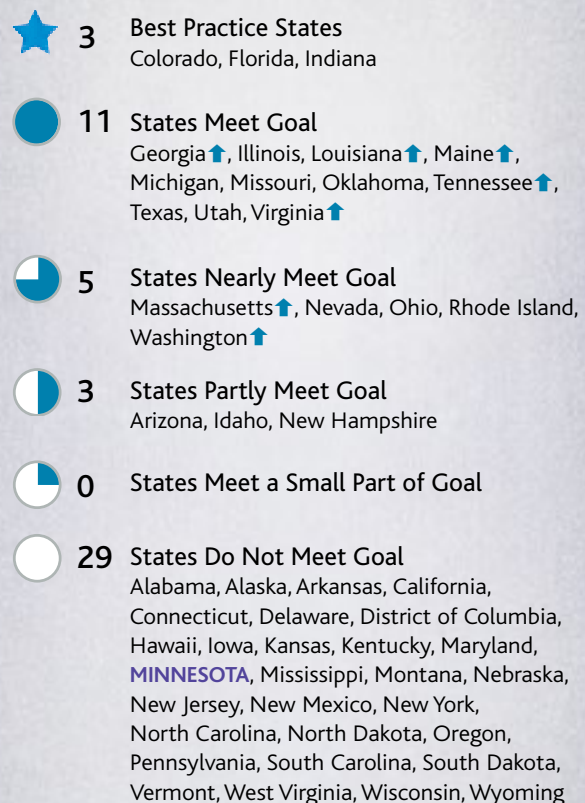 3 Best Practice States
Colorado, Florida, Indiana
11 States Meet Goal
Georgia⬆, Illinois, Louisiana⬆, Maine⬆,
Michigan, Missouri, Oklahoma, Tennessee⬆,
Texas, Utah, Virginia⬆
5 States Nearly Meet Goal
Massachusetts⬆, Nevada, Ohio, Rhode Island,
Washington⬆
3 States Partly Meet Goal
Arizona, Idaho, New Hampshire
0 States Meet a Small Part of Goal
29 States Do Not Meet Goal
Alabama, Alaska, Arkansas, California,
Connecticut, Delaware, District of Columbia,
Hawaii, Iowa, Kansas, Kentucky, Maryland,
MINNESOTA, Mississippi, Montana, Nebraska,
New Jersey, New Mexico, New York,
North Carolina, North Dakota, Oregon,
Pennsylvania, South Carolina, South Dakota,
Vermont, West Virginia, Wisconsin, Wyoming